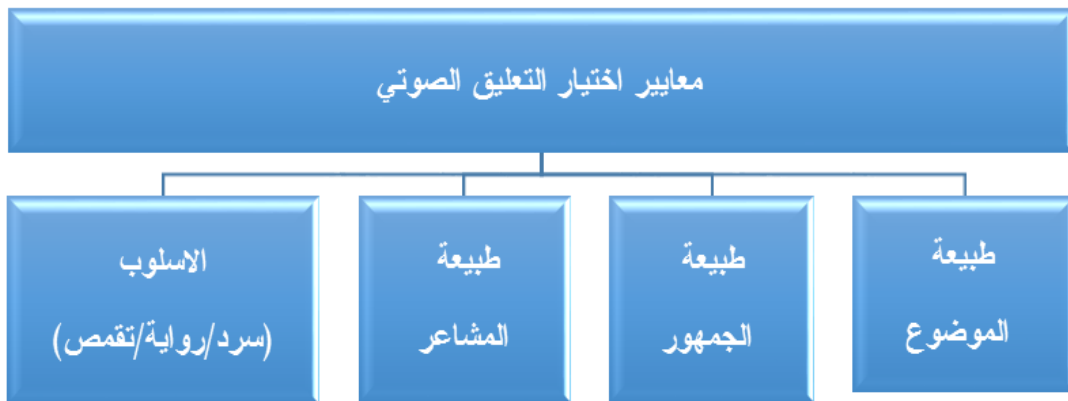 معايير اختيار التعليق الصوتي
طبيعة
الموضوع
طبيعة
الجمهور
طبيعة
المشاعر
الاسلوب
(سرد/رواية/تقمص)